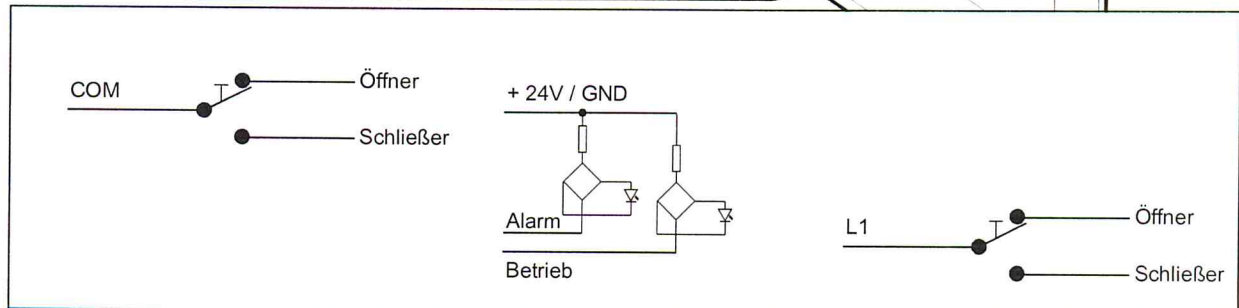 COM
Öffner
Schließer
+ 24V / GND
Alarm
Betrieb
L1
Öffner
Schließer